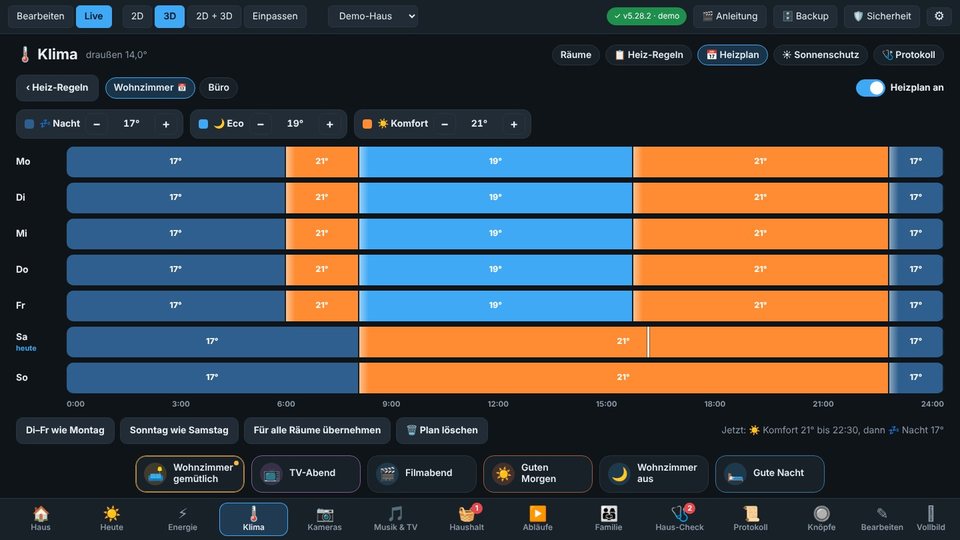 Bearbeiten Live 2D 3D 2D + 3D Einpassen Demo-Haus ✓ v5.28.2 · demo Anleitung Backup Sicherheit
Klima draußen 14,0° Räume Heiz-Regeln Heizplan Sonnenschutz Protokoll
‹ Heiz-Regeln Wohnzimmer Büro Heizplan an
Nacht − 17° + Eco − 19° + Komfort − 21° +
Mo 17° 21° 19° 21° 17°
Di 17° 21° 19° 21° 17°
Mi 17° 21° 19° 21° 17°
Do 17° 21° 19° 21° 17°
Fr 17° 21° 19° 21° 17°
Sa 17° 21° 17°
heute
So 17° 21° 17°
0:00 3:00 6:00 9:00 12:00 15:00 18:00 21:00 24:00
Di–Fr wie Montag Sonntag wie Samstag Für alle Räume übernehmen Plan löschen Jetzt: Komfort 21° bis 22:30, dann Nacht 17°
Wohnzimmer gemütlich TV-Abend Filmabend Guten Morgen Wohnzimmer aus Gute Nacht
Haus Heute Energie Klima Kameras Musik & TV Haushalt 1 Abläufe Familie Haus-Check 2 Protokoll Knöpfe Bearbeiten Vollbild